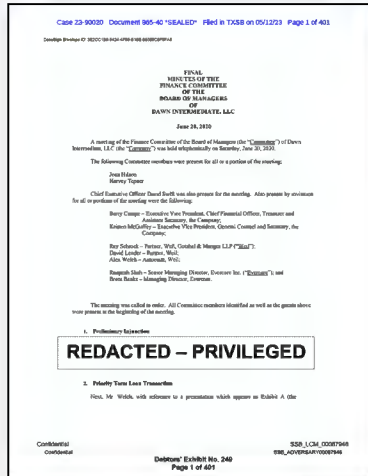 Case 23-90020 Document 865-40 *SEALED* Filed in TXSB on 05/12/23 Page 1 of 401
FINAL
MINUTES OF THE
FINANCE COMMITTEE
OF THE
BOARD OF MANAGERS
OF
DAWN INTERMEDIATE, LLC
June 20, 2020
A meeting of the Finance Committee of the Board of Managers (the "Committee") of Dawn
Intermediate, LLC (the "Company") was held telephonically on Saturday, June 20, 2020.
The following Committee members were present for all or a portion of the meeting:
Joan Hilson
Harvey Tepner
Chief Executive Officer David Swift was also present for the meeting. Also present by invitation
for all or portions of the meeting were the following:
Barry Canipe – Executive Vice President, Chief Financial Officer, Treasurer and
Assistant Secretary, the Company;
Kristen McGuffey – Executive Vice President, General Counsel and Secretary, the
Company;
Ray Schrock – Partner, Weil, Gotshal & Manges LLP ("Weil");
David Lender – Partner, Weil;
Alex Welch – Associate, Weil;
Roopesh Shah – Senior Managing Director, Evercore Inc. ("Evercore"); and
Brent Banks – Managing Director, Evercore.
The meeting was called to order. All Committee members identified as well as the guests above
were present at the beginning of the meeting.
1. Preliminary Injunction
REDACTED – PRIVILEGED
2. Priority Term Loan Transaction
Next, Mr. Welch, with reference to a presentation which appears as Exhibit A (the
Confidential
Confidential
SSB_LCM_00087946
SSB_ADVERSARY00087946
Debtors' Exhibit No. 249
Page 1 of 401